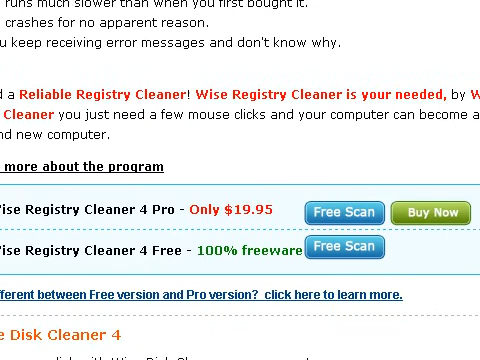 runs much slower than when you first bought it.
crashes for no apparent reason.
u keep receiving error messages and don't know why.
d a Reliable Registry Cleaner! Wise Registry Cleaner is your needed, by W
Cleaner you just need a few mouse clicks and your computer can become a
nd new computer.
more about the program
ise Registry Cleaner 4 Pro - Only $19.95 Free Scan Buy Now
ise Registry Cleaner 4 Free - 100% freeware Free Scan
fferent between Free version and Pro version? click here to learn more.
e Disk Cleaner 4